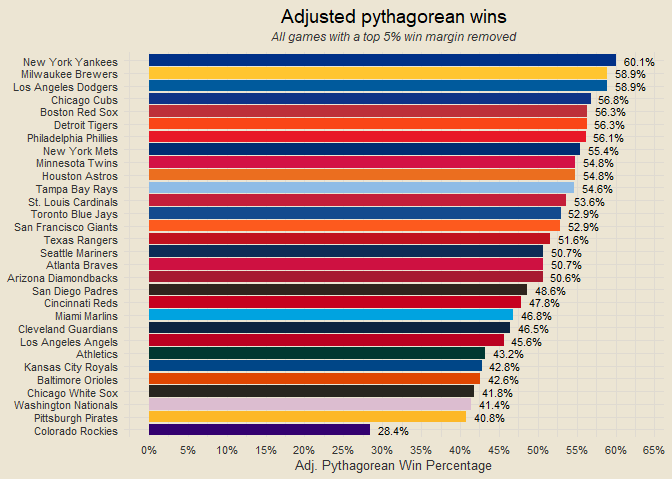 Adjusted pythagorean wins
All games with a top 5% win margin removed
New York Yankees 60.1%
Milwaukee Brewers 58.9%
Los Angeles Dodgers 58.9%
Chicago Cubs 56.8%
Boston Red Sox 56.3%
Detroit Tigers 56.3%
Philadelphia Phillies 56.1%
New York Mets 55.4%
Minnesota Twins 54.8%
Houston Astros 54.8%
Tampa Bay Rays 54.6%
St. Louis Cardinals 53.6%
Toronto Blue Jays 52.9%
San Francisco Giants 52.9%
Texas Rangers 51.6%
Seattle Mariners 50.7%
Atlanta Braves 50.7%
Arizona Diamondbacks 50.6%
San Diego Padres 48.6%
Cincinnati Reds 47.8%
Miami Marlins 46.8%
Cleveland Guardians 46.5%
Los Angeles Angels 45.6%
Athletics 43.2%
Kansas City Royals 42.8%
Baltimore Orioles 42.6%
Chicago White Sox 41.8%
Washington Nationals 41.4%
Pittsburgh Pirates 40.8%
Colorado Rockies 28.4%
0% 5% 10% 15% 20% 25% 30% 35% 40% 45% 50% 55% 60% 65%
Adj. Pythagorean Win Percentage